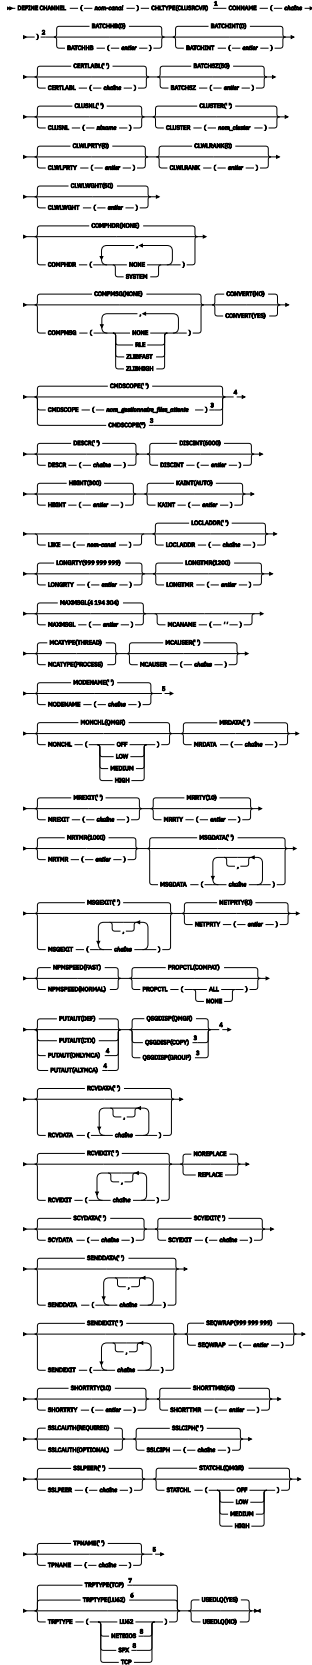 DEFINE CHANNEL ( nom-canal ) CHLTYPE(CLUSRCVR) 1 CONNAME ( chaîne
) 2 BATCHHB(0) BATCHINT(0)
BATCHHB ( entier ) BATCHINT ( entier )
CERTLABL(' ') BATCHSZ(50)
CERTLABL ( chaîne ) BATCHSZ ( entier )
CLUSNL(' ') CLUSTER(' ')
CLUSNL ( nlname ) CLUSTER ( nom_cluster )
CLWLPRTY(0) CLWLRANK(0)
CLWLPRTY ( entier ) CLWLRANK ( entier )
CLWLWGHT(50)
CLWLWGHT ( entier )
COMPHDR(NONE)
,
COMPHDR ( NONE )
SYSTEM
COMPMSG(NONE) CONVERT(NO)
, CONVERT(YES)
COMPMSG ( NONE )
RLE
ZLIBFAST
ZLIBHIGH
CMDSCOPE(' ') 4
CMDSCOPE ( nom_gestionnaire_files_attente ) 3
CMDSCOPE(*) 3
DESCR(' ') DISCINT(6000)
DESCR ( chaîne ) DISCINT ( entier )
HBINT(300) KAINT(AUTO)
HBINT ( entier ) KAINT ( entier )
LOCLADDR(' ')
LIKE ( nom-canal ) LOCLADDR ( chaîne )
LONGRTY(999 999 999) LONGTMR(1200)
LONGRTY ( entier ) LONGTMR ( entier )
MAXMSGL(4 194 304)
MAXMSGL ( entier ) MCANAME ( ' ' )
MCATYPE(THREAD) MCAUSER(' ')
MCATYPE(PROCESS) MCAUSER ( chaîne )
MODENAME(' ') 5
MODENAME ( chaîne )
MONCHL(QMGR) MRDATA(' ')
MONCHL ( OFF ) MRDATA ( chaîne )
LOW
MEDIUM
HIGH
MREXIT(' ') MRRTY(10)
MREXIT ( chaîne ) MRRTY ( entier )
MRTMR(1000) MSGDATA(' ')
MRTMR ( entier ) ,
MSGDATA ( chaîne )
MSGEXIT(' ') NETPRTY(0)
, NETPRTY ( entier )
MSGEXIT ( chaîne )
NPMSPEED(FAST) PROPCTL(COMPAT)
NPMSPEED(NORMAL) PROPCTL ( ALL )
NONE
PUTAUT(DEF) QSGDISP(QMGR) 4
PUTAUT(CTX) QSGDISP(COPY) 3
PUTAUT(ONLYMCA) 4 QSGDISP(GROUP) 3
PUTAUT(ALTMCA) 4
RCVDATA(' ')
,
RCVDATA ( chaîne )
RCVEXIT(' ') NOREPLACE
, REPLACE
RCVEXIT ( chaîne )
SCYDATA(' ') SCYEXIT(' ')
SCYDATA ( chaîne ) SCYEXIT ( chaîne )
SENDDATA(' ')
,
SENDDATA ( chaîne )
SENDEXIT(' ') SEQWRAP(999 999 999)
, SEQWRAP ( entier )
SENDEXIT ( chaîne )
SHORTRTY(10) SHORTTMR(60)
SHORTRTY ( entier ) SHORTTMR ( entier )
SSLCAUTH(REQUIRED) SSLCIPH(' ')
SSLCAUTH(OPTIONAL) SSLCIPH ( chaîne )
SSLPEER(' ') STATCHL(QMGR)
SSLPEER ( chaîne ) STATCHL ( OFF )
LOW
MEDIUM
HIGH
TPNAME(' ') 5
TPNAME ( chaîne )
TRPTYPE(TCP) 7
TRPTYPE(LU62) 6 USEDLQ(YES)
TRPTYPE ( LU62 ) USEDLQ(NO)
NETBIOS 8
SPX 8
TCP